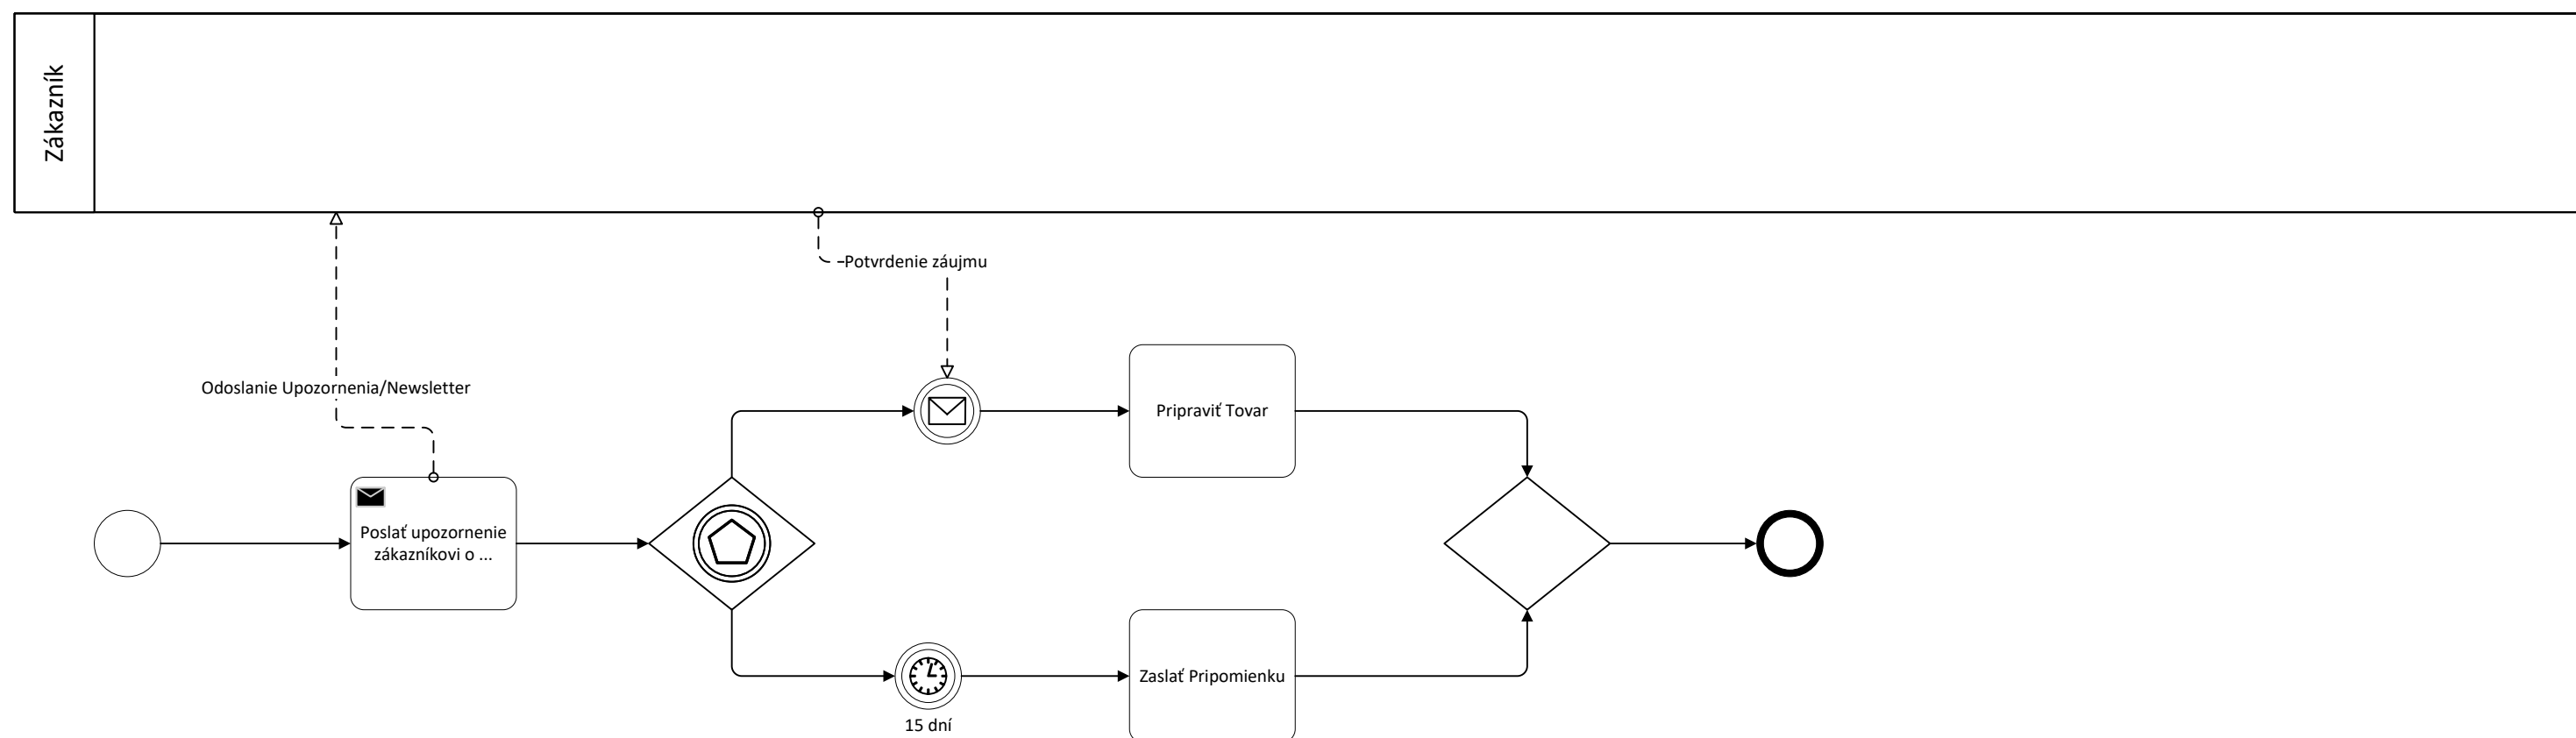 Zákazník
Potvrdenie záujmu
Odoslanie Upozornenia/Newsletter
Pripraviť Tovar
Poslať upozornenie
zákazníkovi o ...
Zaslať Pripomienku
15 dní